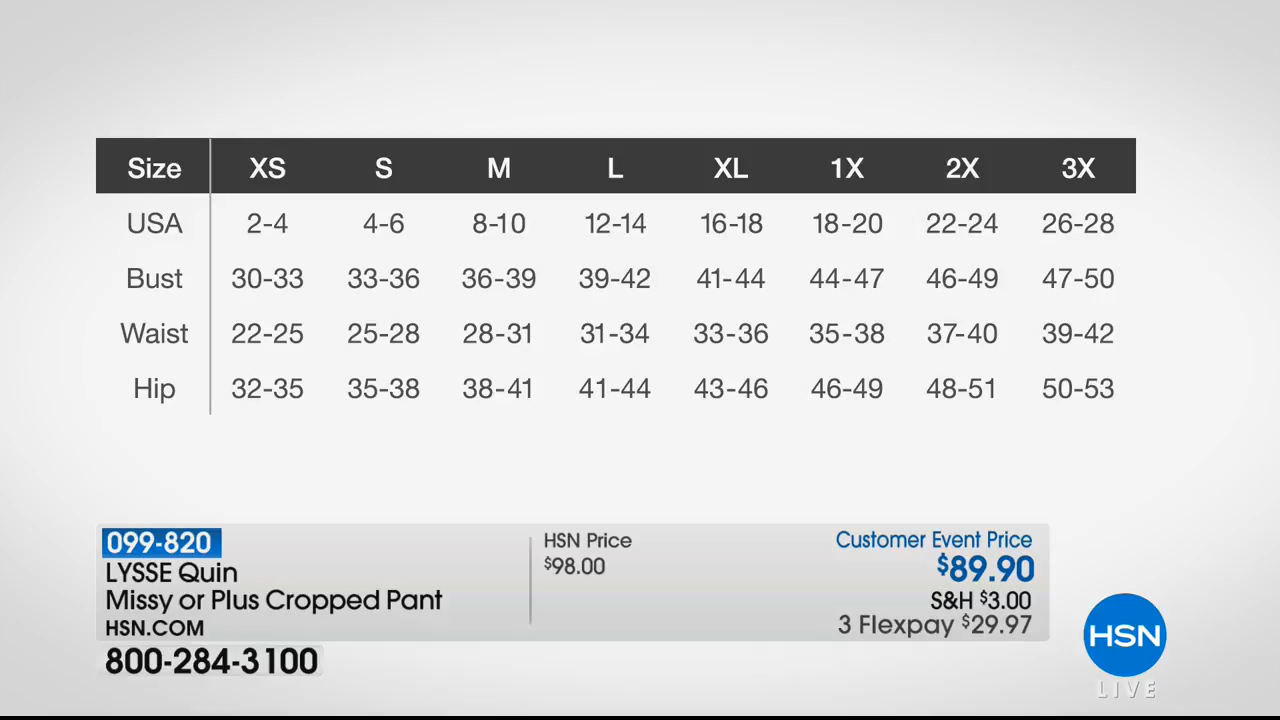 Size XS S M L XL 1X 2X 3X
USA 2-4 4-6 8-10 12-14 16-18 18-20 22-24 26-28
Bust 30-33 33-36 36-39 39-42 41-44 44-47 46-49 47-50
Waist 22-25 25-28 28-31 31-34 33-36 35-38 37-40 39-42
Hip 32-35 35-38 38-41 41-44 43-46 46-49 48-51 50-53
099-820
LYSSE Quin
Missy or Plus Cropped Pant
HSN.COM
800-284-3100
HSN Price
$98.00
Customer Event Price
$89.90
S&H $3.00
3 Flexpay $29.97
HSN
LIVE